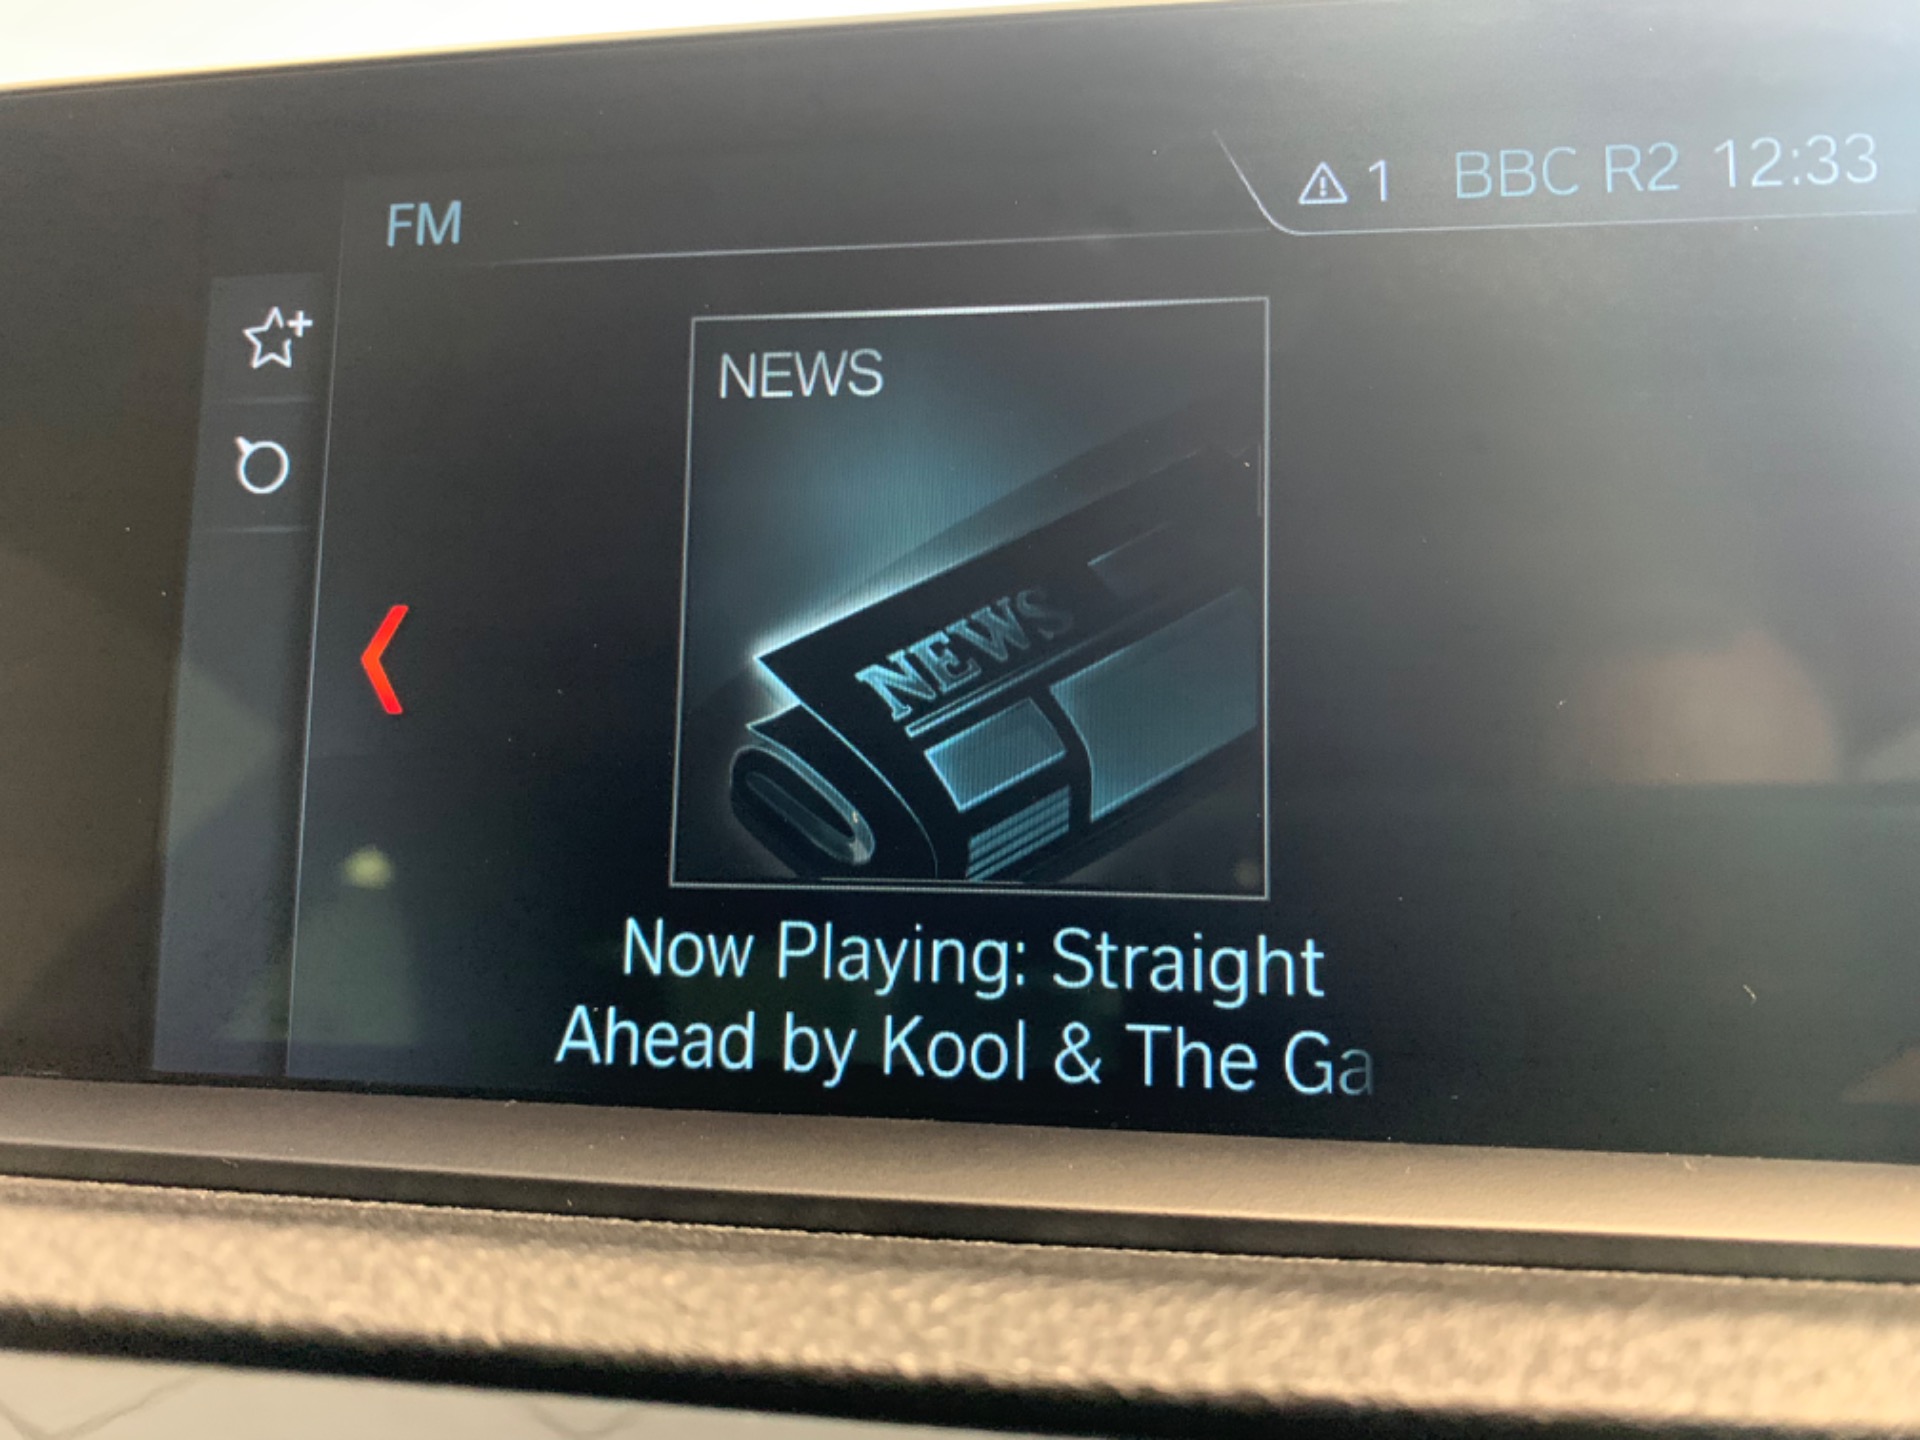 FM
1 BBC R2 12:33
NEWS
NEWS
Now Playing: Straight
Ahead by Kool & The Ga